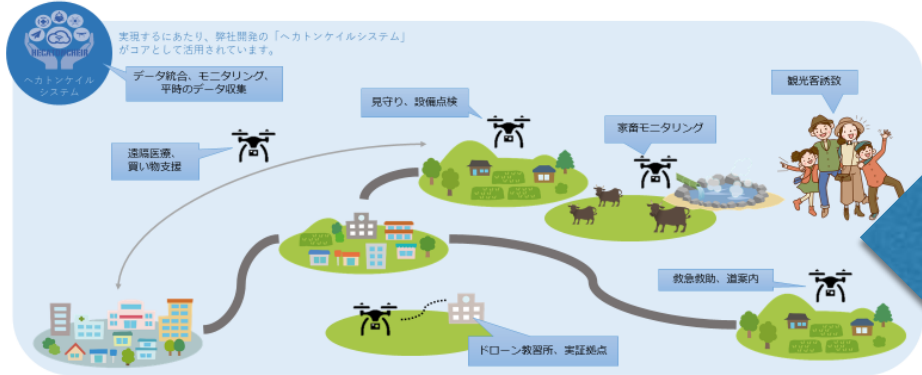 実現するにあたり、弊社開発の「ヘカトンケイルシステム」
がコアとして活用されています。
ヘカトンケイル
システム
データ統合、モニタリング、
平時のデータ収集
見守り、設備点検
観光客誘致
家畜モニタリング
遠隔医療、
買い物支援
救急救助、道案内
ドローン教習所、実証拠点